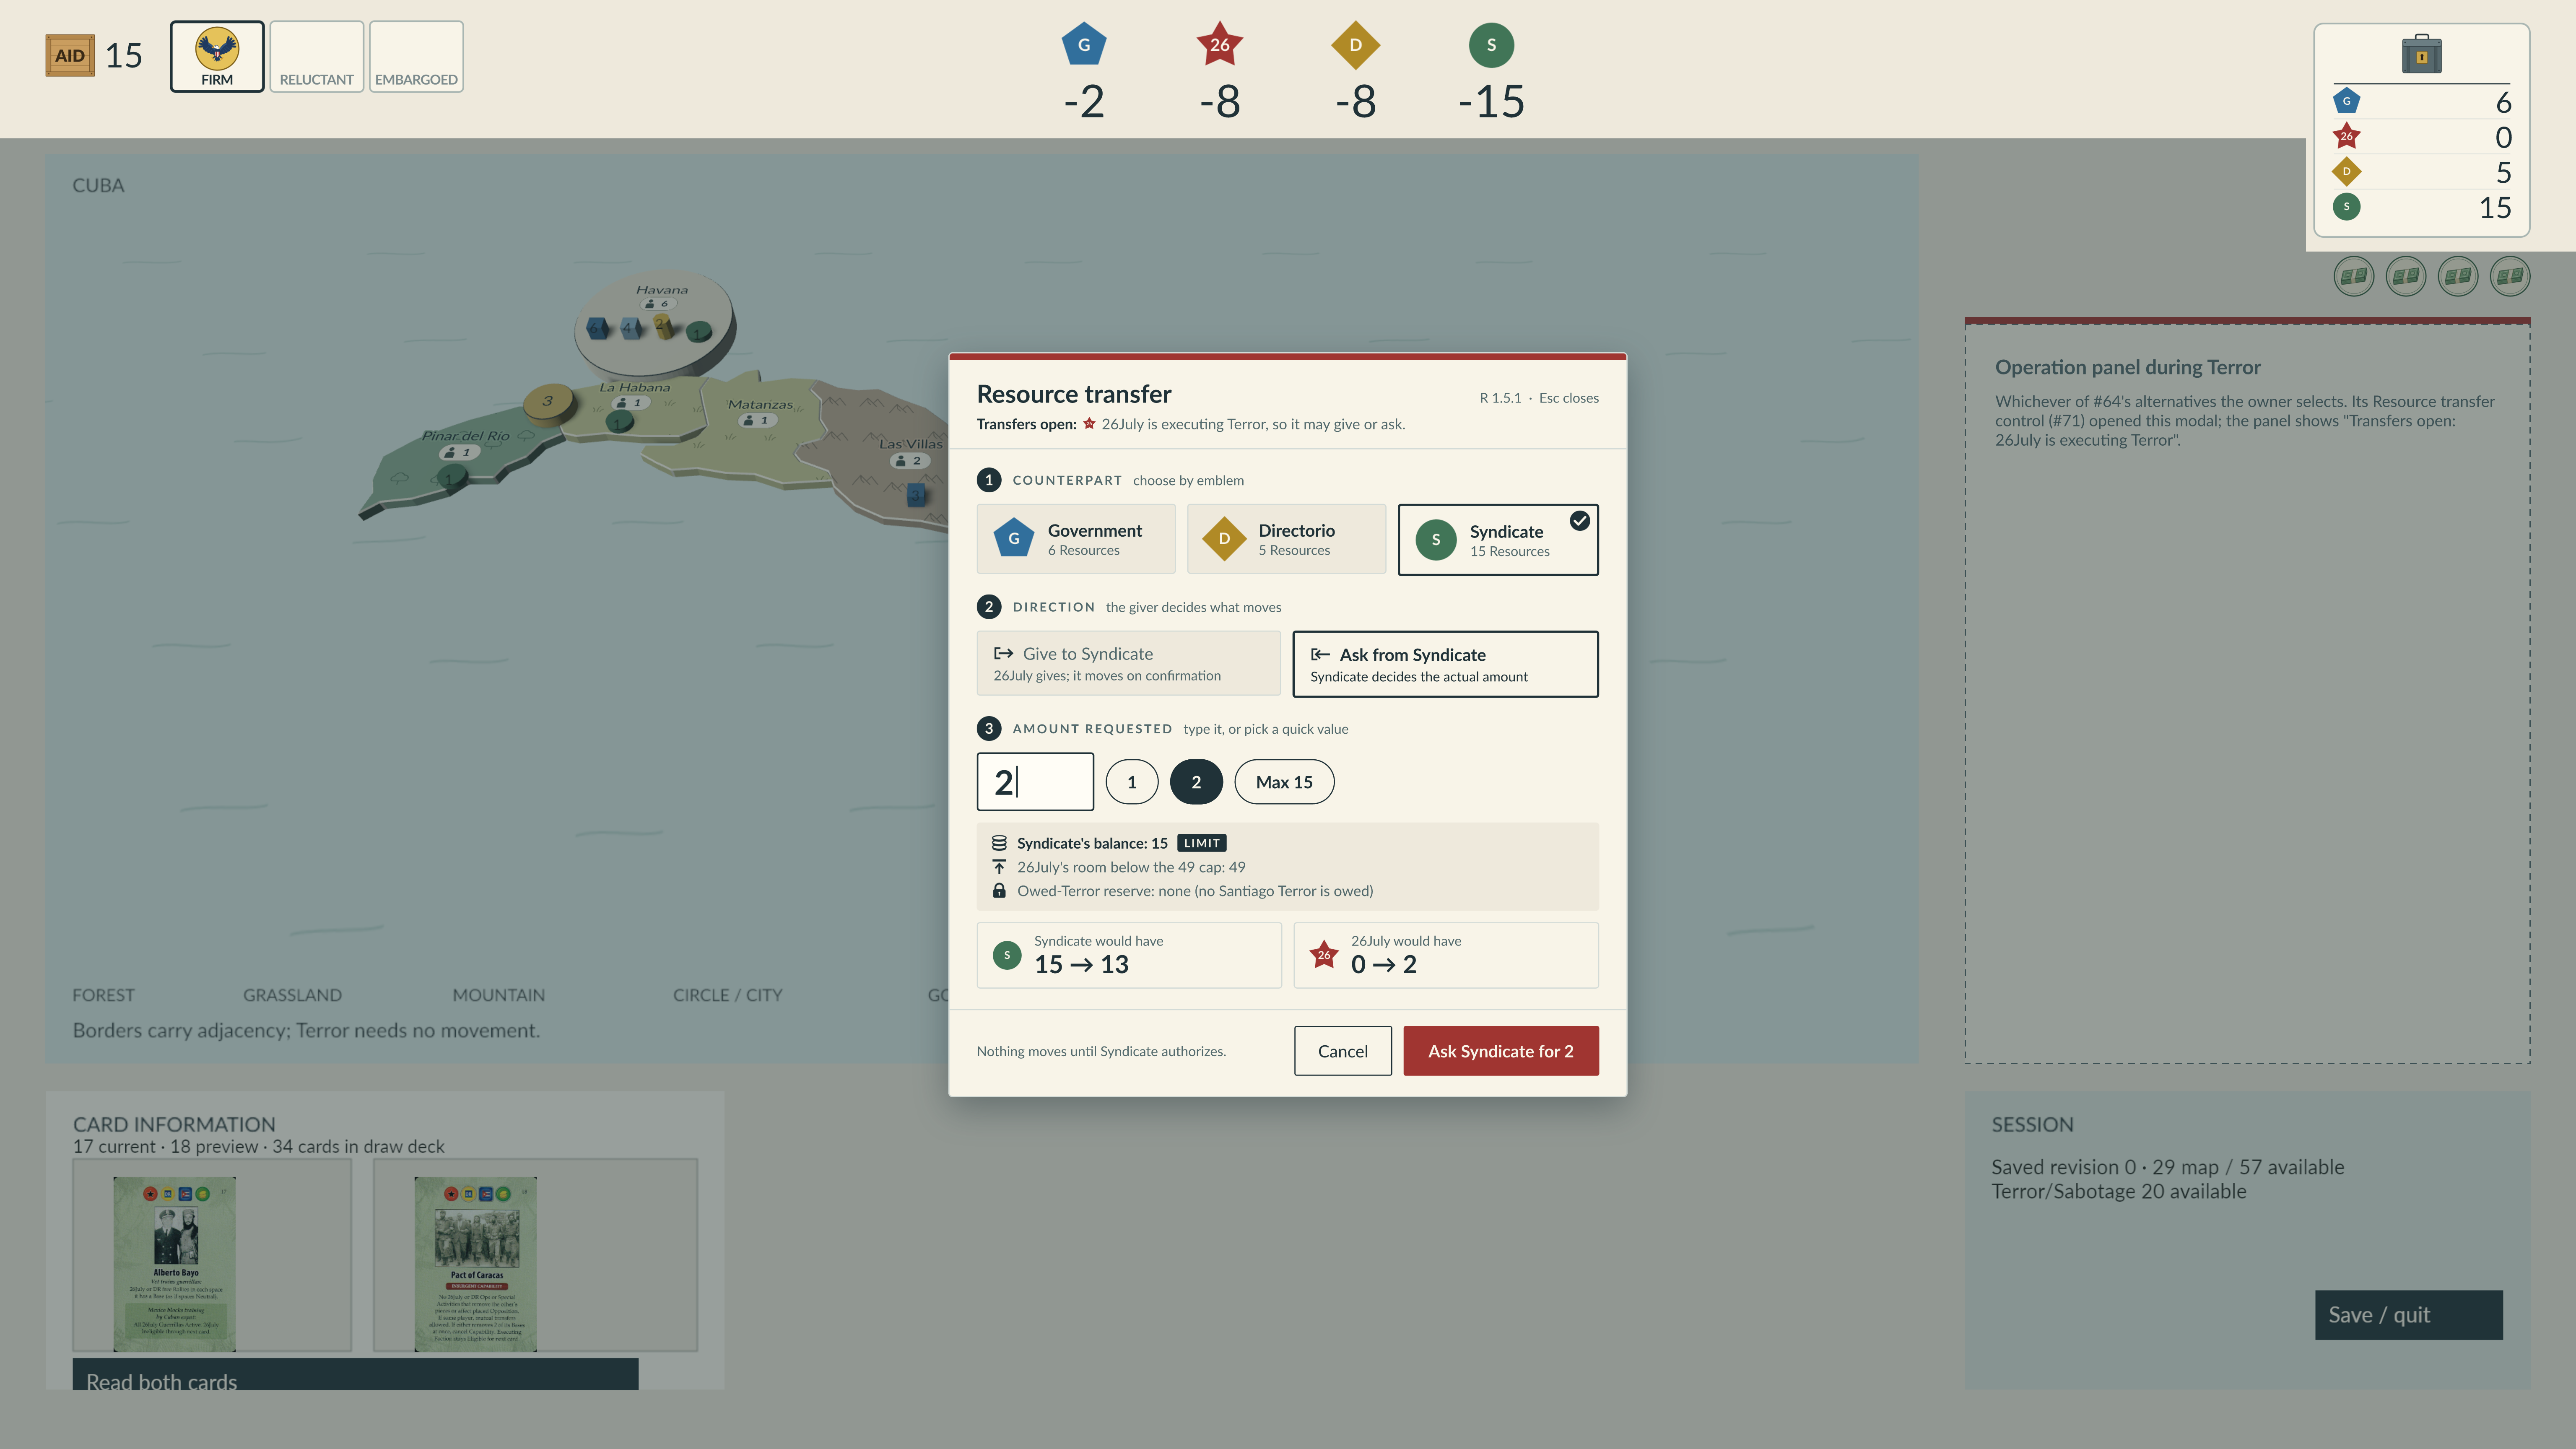 AID 15
FIRM RELUCTANT EMBARGOED
G 26 D S
-2 -8 -8 -15
G 6
26 0
D 5
S 15
CUBA
Havana
6
6 4 2 1
La Habana
1
3
1
Matanzas
1
Pinar del Rio
1
1
Las Villas
2
3
FOREST GRASSLAND MOUNTAIN CIRCLE / CITY GO
Borders carry adjacency; Terror needs no movement.
Resource transfer
R 1.5.1 · Esc closes
Transfers open: 26July is executing Terror, so it may give or ask.
1 COUNTERPART choose by emblem
G Government
6 Resources
D Directorio
5 Resources
S Syndicate
15 Resources
2 DIRECTION the giver decides what moves
Give to Syndicate
26July gives; it moves on confirmation
Ask from Syndicate
Syndicate decides the actual amount
3 AMOUNT REQUESTED type it, or pick a quick value
2 1 2 Max 15
Syndicate's balance: 15 LIMIT
26July's room below the 49 cap: 49
Owed-Terror reserve: none (no Santiago Terror is owed)
S Syndicate would have
15 → 13
26 26July would have
0 → 2
Nothing moves until Syndicate authorizes.
Cancel
Ask Syndicate for 2
Operation panel during Terror
Whichever of #64's alternatives the owner selects. Its Resource transfer
control (#71) opened this modal; the panel shows "Transfers open:
26July is executing Terror".
CARD INFORMATION
17 current · 18 preview · 34 cards in draw deck
Alberto Bayo
Pact of Caracas
INSURGENT CAPABILITY
Read both cards
SESSION
Saved revision 0 · 29 map / 57 available
Terror/Sabotage 20 available
Save / quit